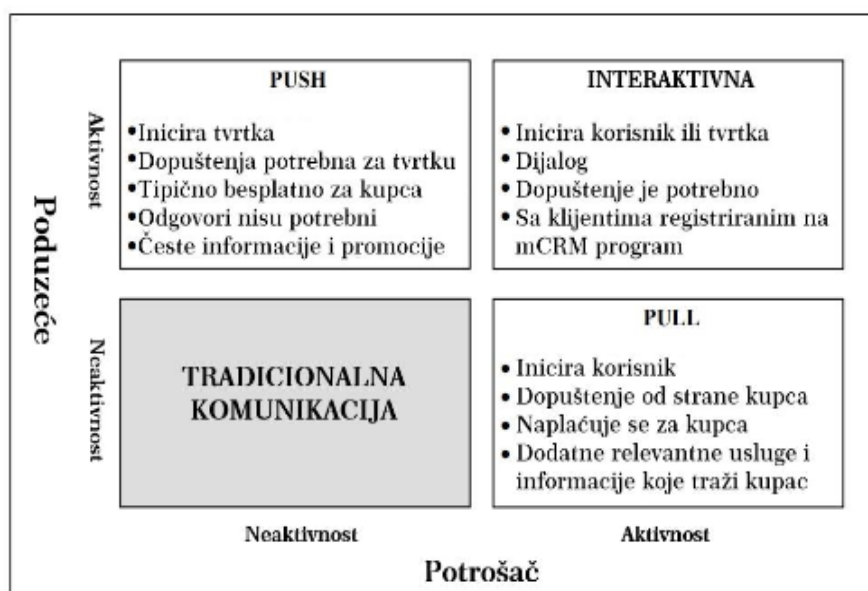 PUSH
•Inicira tvrtka
•Dopuštenja potrebna za tvrtku
•Tipično besplatno za kupca
•Odgovori nisu potrebni
•Česte informacije i promocije
INTERAKTIVNA
• Inicira korisnik ili tvrtka
• Dijalog
• Dopuštenje je potrebno
• Sa klijentima registriranim na
mCRM program
Aktivnost
Poduzeće
Neaktivnost
TRADICIONALNA
KOMUNIKACIJA
PULL
• Inicira korisnik
• Dopuštenje od strane kupca
• Naplaćuje se za kupca
• Dodatne relevantne usluge i
informacije koje traži kupac
Neaktivnost
Aktivnost
Potrošač